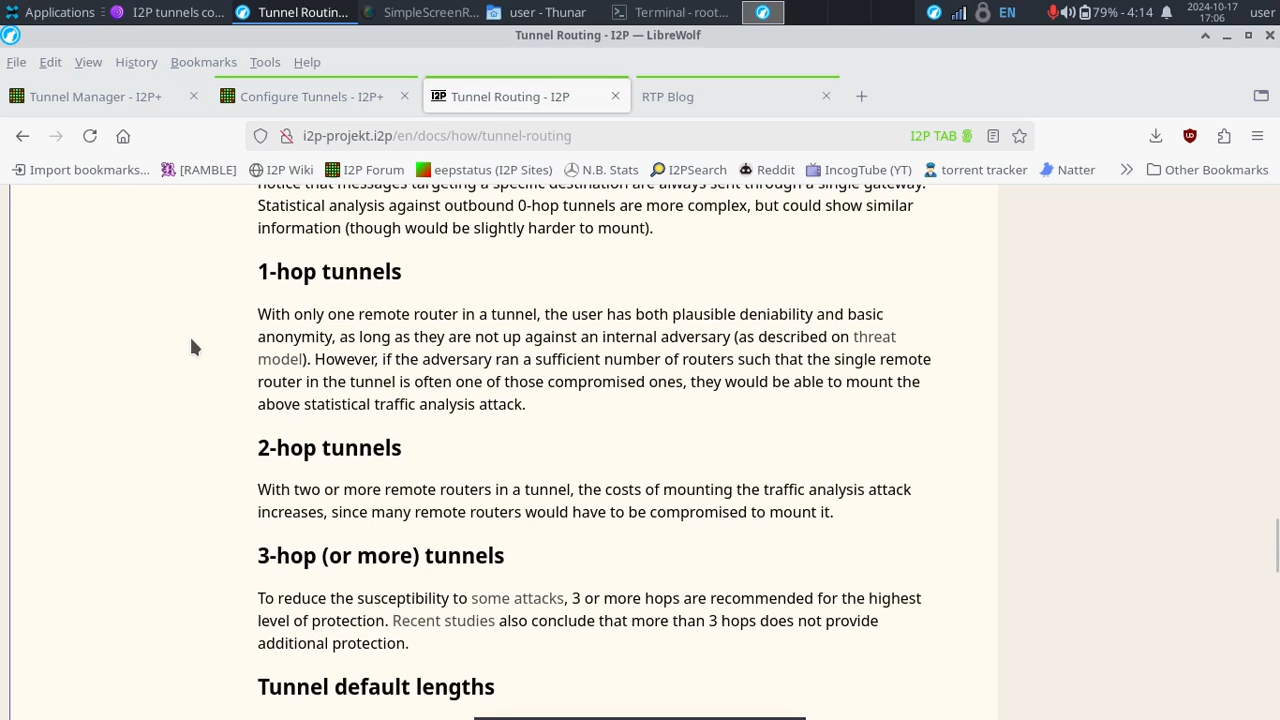 Applications
I2P tunnels co...
Tunnel Routin...
SimpleScreenR...
user - Thunar
Terminal - root...
EN
79% - 4:14
2024-10-17
17:06
user
Tunnel Routing - I2P — LibreWolf
File Edit View History Bookmarks Tools Help
Tunnel Manager - I2P+
Configure Tunnels - I2P+
I2P Tunnel Routing - I2P
RTP Blog
i2p-projekt.i2p/en/docs/how/tunnel-routing
I2P TAB
Import bookmarks...
[RAMBLE]
I2P Wiki
I2P Forum
eepstatus (I2P Sites)
N.B. Stats
I2PSearch
Reddit
IncogTube (YT)
torrent tracker
Natter
Other Bookmarks
notice that messages targeting a specific destination are always sent through a single gateway.
Statistical analysis against outbound 0-hop tunnels are more complex, but could show similar
information (though would be slightly harder to mount).
1-hop tunnels
With only one remote router in a tunnel, the user has both plausible deniability and basic
anonymity, as long as they are not up against an internal adversary (as described on threat
model). However, if the adversary ran a sufficient number of routers such that the single remote
router in the tunnel is often one of those compromised ones, they would be able to mount the
above statistical traffic analysis attack.
2-hop tunnels
With two or more remote routers in a tunnel, the costs of mounting the traffic analysis attack
increases, since many remote routers would have to be compromised to mount it.
3-hop (or more) tunnels
To reduce the susceptibility to some attacks, 3 or more hops are recommended for the highest
level of protection. Recent studies also conclude that more than 3 hops does not provide
additional protection.
Tunnel default lengths